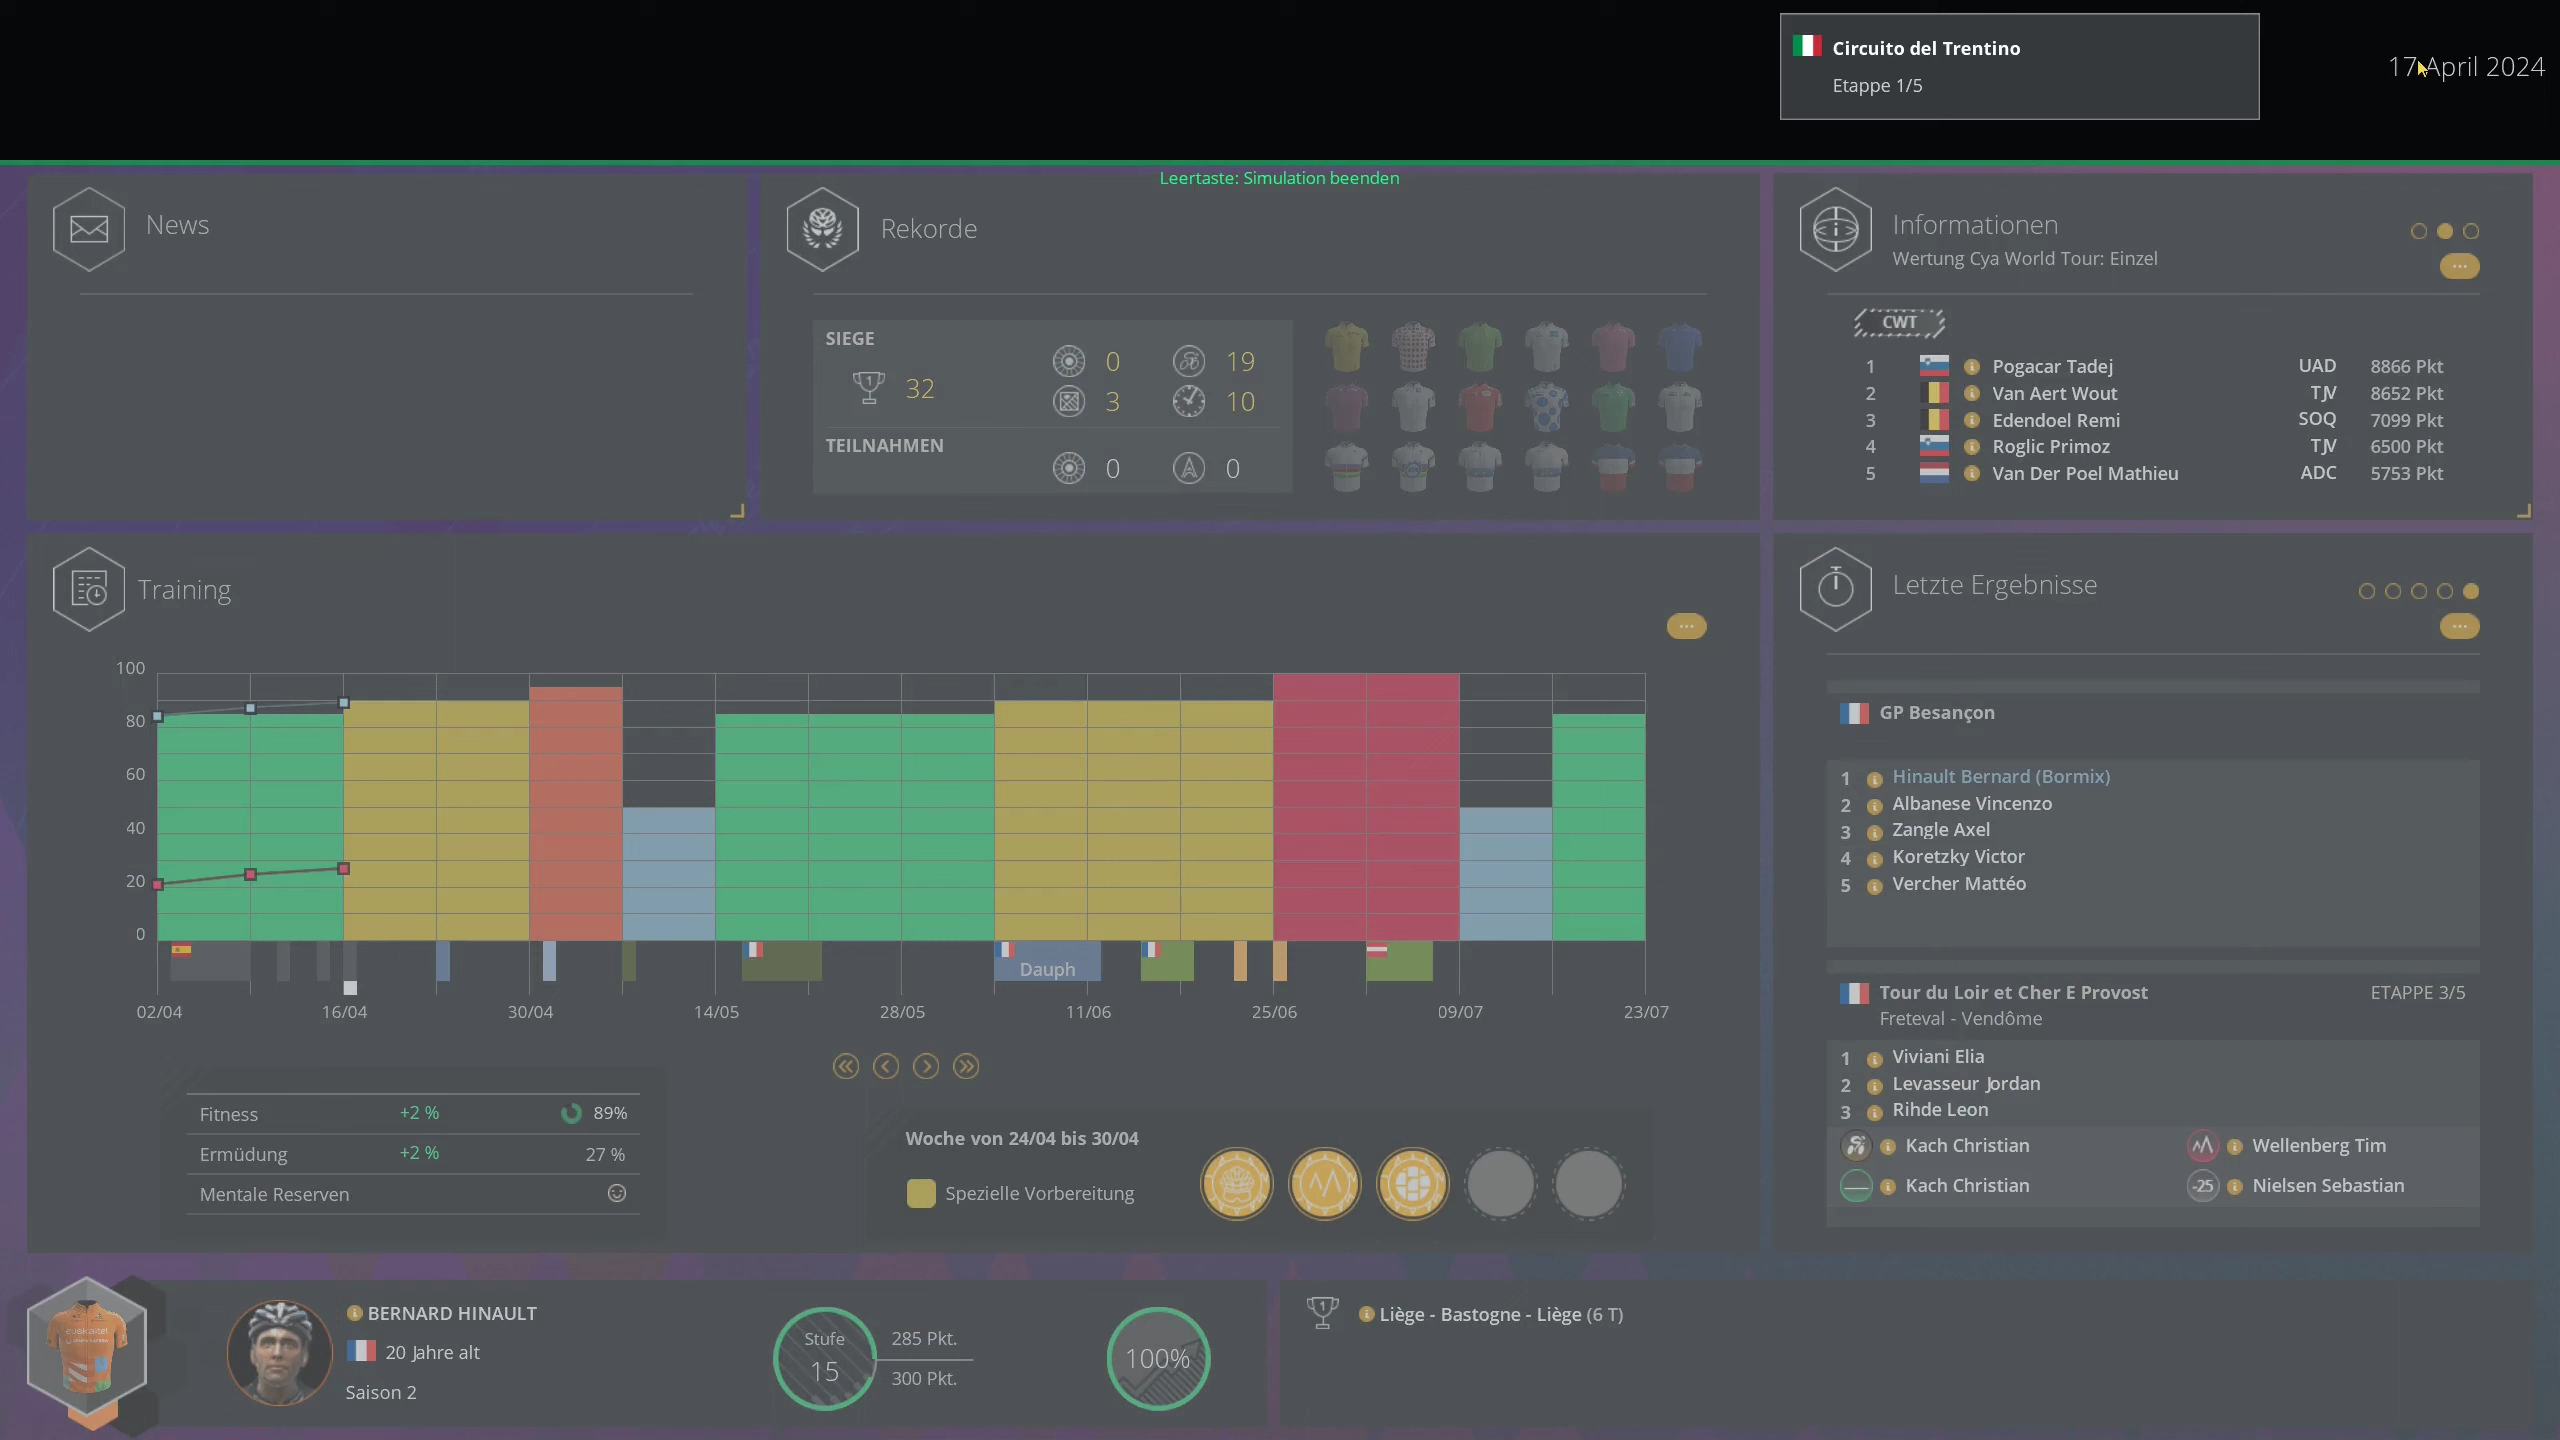 Circuito del Trentino
Etappe 1/5
17 April 2024
Leertaste: Simulation beenden
News
Rekorde
SIEGE
32
0
19
3
10
TEILNAHMEN
0
0
Informationen
Wertung Cya World Tour: Einzel
...
CWT
1 Pogacar Tadej UAD 8866 Pkt
2 Van Aert Wout TJV 8652 Pkt
3 Edendoel Remi SOQ 7099 Pkt
4 Roglic Primoz TJV 6500 Pkt
5 Van Der Poel Mathieu ADC 5753 Pkt
Training
...
100
80
60
40
20
0
Dauph
02/04 16/04 30/04 14/05 28/05 11/06 25/06 09/07 23/07
Fitness +2 % 89%
Ermüdung +2 % 27 %
Mentale Reserven
Woche von 24/04 bis 30/04
Spezielle Vorbereitung
Letzte Ergebnisse
...
GP Besançon
1 Hinault Bernard (Bormix)
2 Albanese Vincenzo
3 Zangle Axel
4 Koretzky Victor
5 Vercher Mattéo
Tour du Loir et Cher E Provost ETAPPE 3/5
Freteval - Vendôme
1 Viviani Elia
2 Levasseur Jordan
3 Rihde Leon
Kach Christian Wellenberg Tim
Kach Christian -25 Nielsen Sebastian
euskaltel
BERNARD HINAULT
20 Jahre alt
Saison 2
Stufe
15
285 Pkt.
300 Pkt.
100%
1 Liège - Bastogne - Liège (6 T)